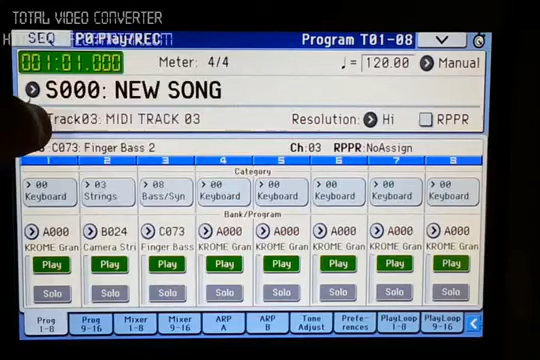 TOTAL VIDEO CONVERTER
SEQ P0:Play/REC Program T01-08
001:01.000 Meter: 4/4 ♩= 120.00 Manual
S000: NEW SONG
Track03: MIDI TRACK 03 Resolution: Hi RPPR
:C073: Finger Bass 2 Ch:03 RPPR:NoAssign
1 2 3 4 5 6 7 8
Category
00 03 08 00 00 00 00 00
Keyboard Strings Bass/Syn Keyboard Keyboard Keyboard Keyboard Keyboard
Bank/Program
A000 B024 C073 A000 A000 A000 A000 A000
KROME Gran Camera Stri Finger Bass KROME Gran KROME Gran KROME Gran KROME Gran KROME Gran
Play Play Play Play Play Play Play Play
Solo Solo Solo Solo Solo Solo Solo Solo
Prog 1-8 Prog 9-16 Mixer 1-8 Mixer 9-16 ARP A ARP B Tone Adjust Prefe-rences PlayLoop 1-8 PlayLoop 9-16